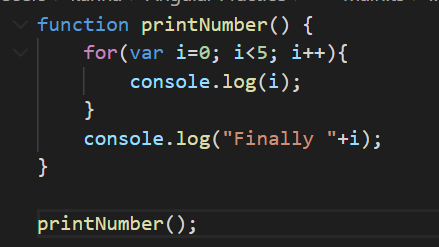 function printNumber() {
    for(var i=0; i<5; i++){
        console.log(i);
    }
    console.log("Finally "+i);
}
printNumber();